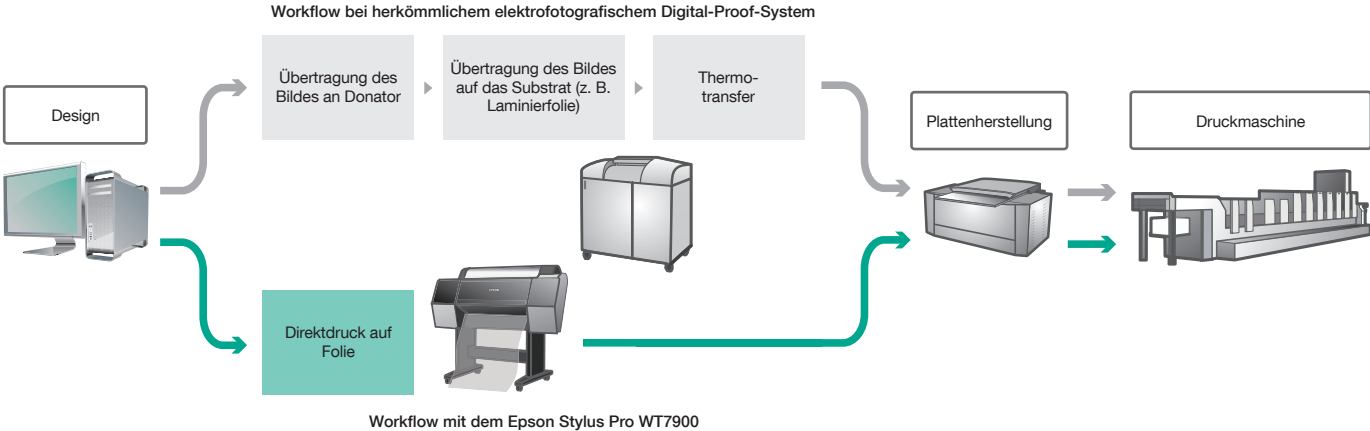 Workflow bei herkömmlichem elektrofotografischem Digital-Proof-System
Design
Übertragung des
Bildes an Donator
Übertragung des Bildes
auf das Substrat (z. B.
Laminierfolie)
Thermo-
transfer
Plattenherstellung
Druckmaschine
EPSON
Direktdruck auf
Folie
Workflow mit dem Epson Stylus Pro WT7900